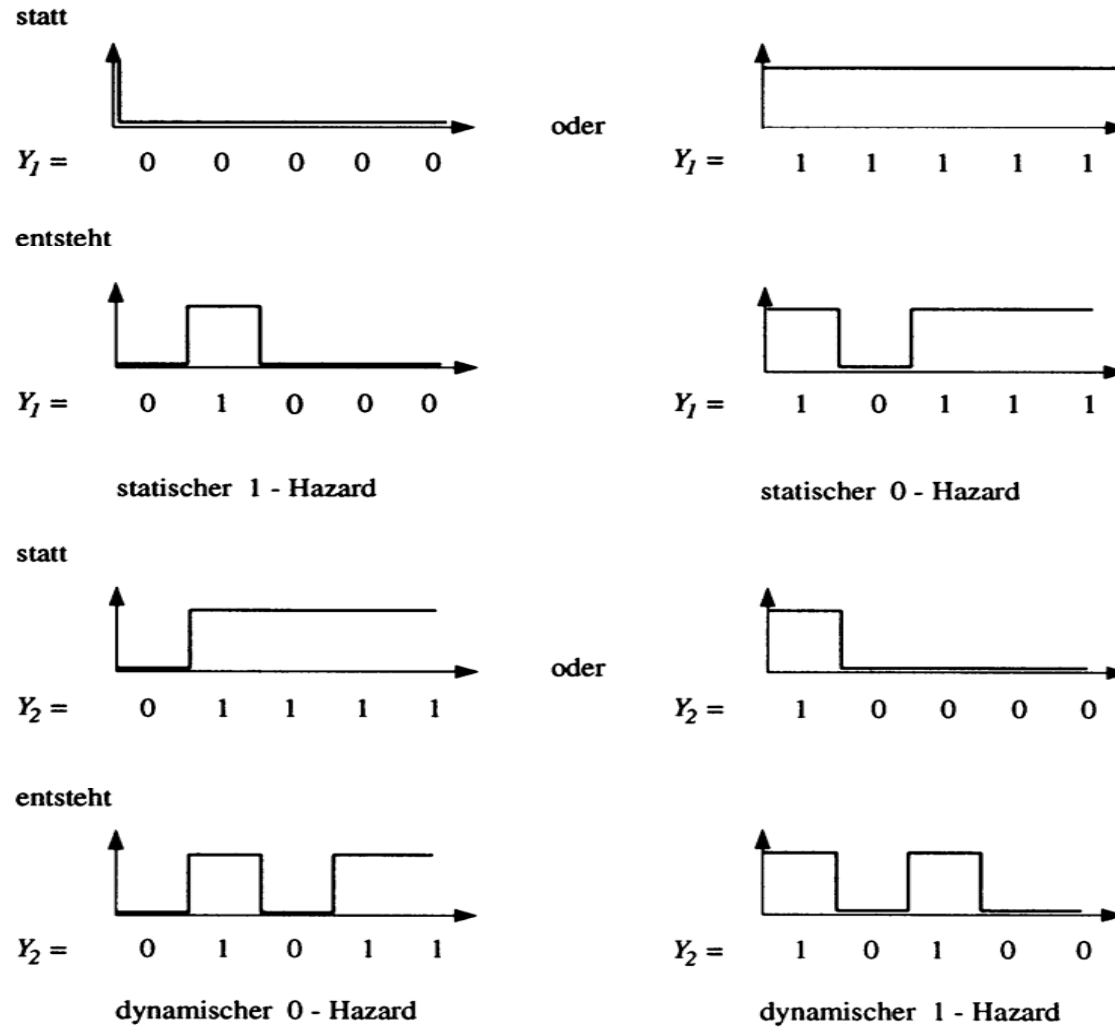 statt
oder
Y₁ = 0 0 0 0 0
Y₁ = 1 1 1 1 1
entsteht
Y₁ = 0 1 0 0 0
Y₁ = 1 0 1 1 1
statischer 1 - Hazard
statischer 0 - Hazard
statt
oder
Y₂ = 0 1 1 1 1
Y₂ = 1 0 0 0 0
entsteht
Y₂ = 0 1 0 1 1
Y₂ = 1 0 1 0 0
dynamischer 0 - Hazard
dynamischer 1 - Hazard